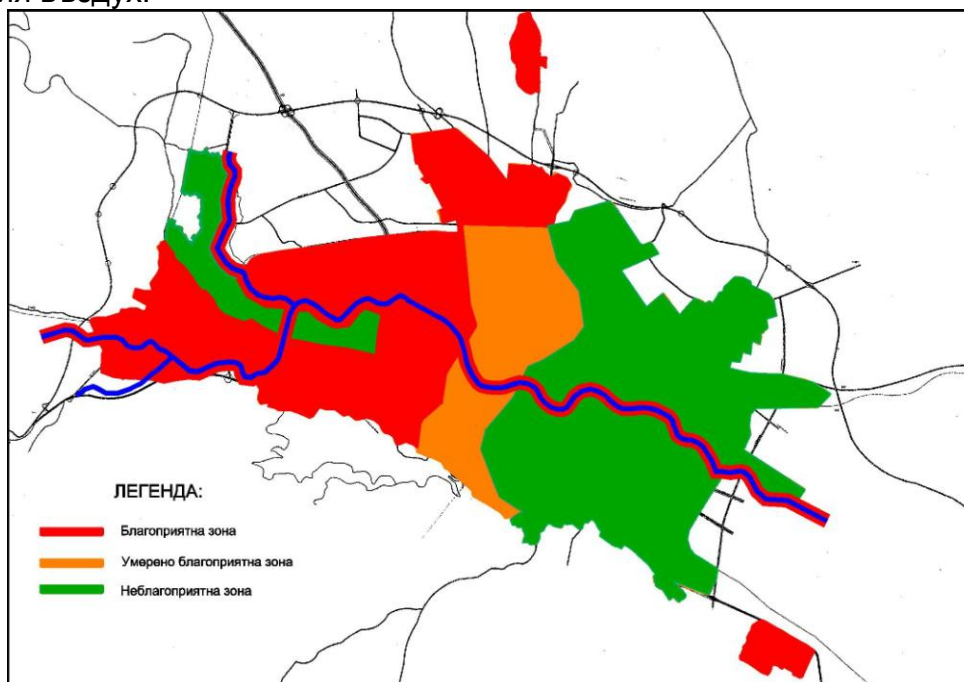 ЛЕГЕНДА:
Благоприятна зона
Умерено благоприятна зона
Неблагоприятна зона